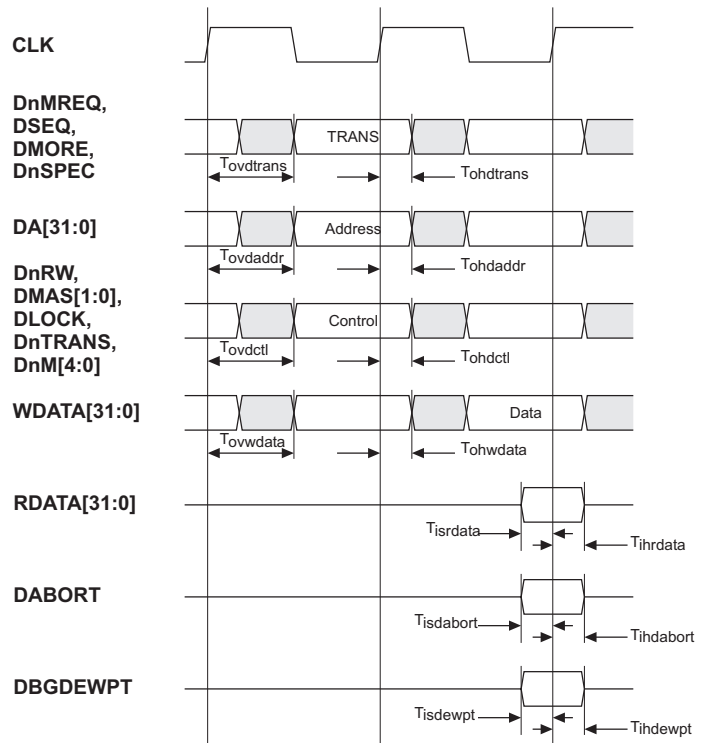 CLK
DnMREQ,
DSEQ,
DMORE,
DnSPEC
TRANS
Tovdtrans
Tohdtrans
DA[31:0]
Address
Tovdaddr
Tohdaddr
DnRW,
DMAS[1:0],
DLOCK,
DnTRANS,
DnM[4:0]
Control
Tovdctl
Tohdctl
WDATA[31:0]
Data
Tovwdata
Tohwdata
RDATA[31:0]
Tisrdata
Tihrdata
DABORT
Tisdabort
Tihdabort
DBGDEWPT
Tisdewpt
Tihdewpt